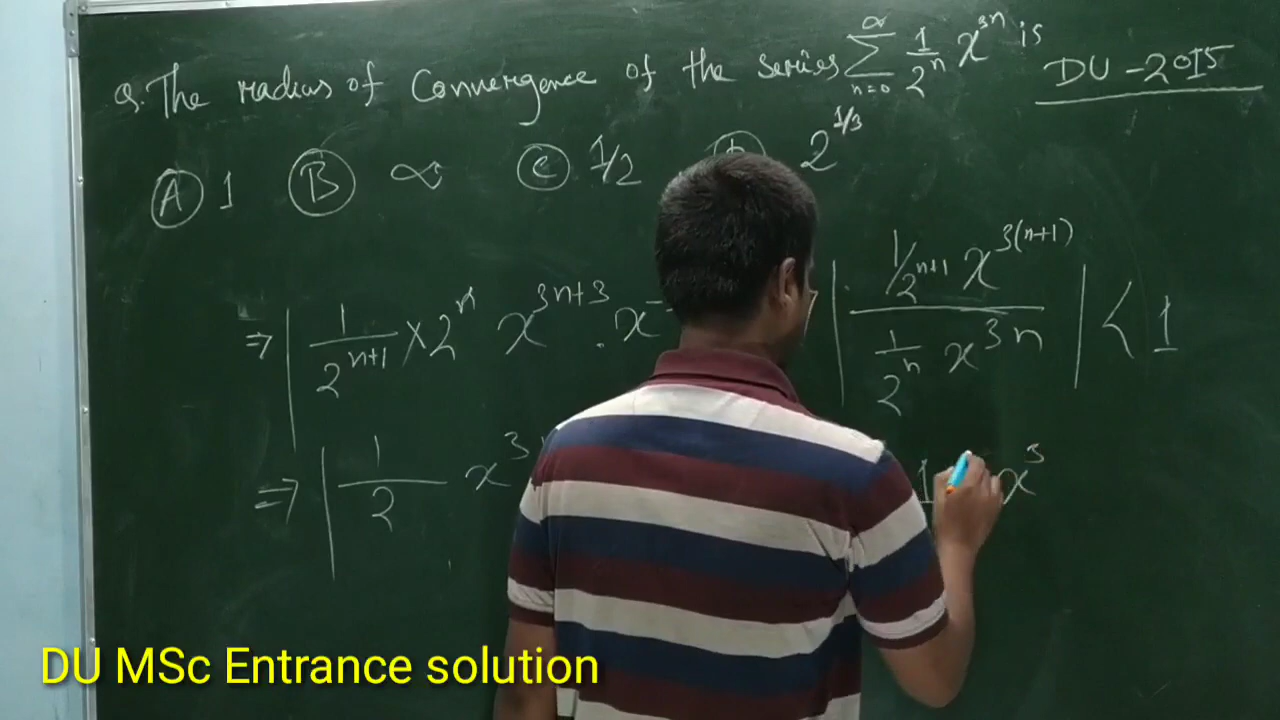 Q. The radius of Convergence of the series ∑_{n=0}^{∞} 1/2^n x^{3n} is DU - 2015
(A) 1 (B) ∞ (C) 1/2 2^{1/3}
| (1/2^{n+1} x^{3(n+1)}) / (1/2^n x^{3n}) | < 1
⇒ | 1/2^{n+1} × 2^n x^{3n+3} . x^-
⇒ | 1/2 x^3
1 x^3
DU MSc Entrance solution